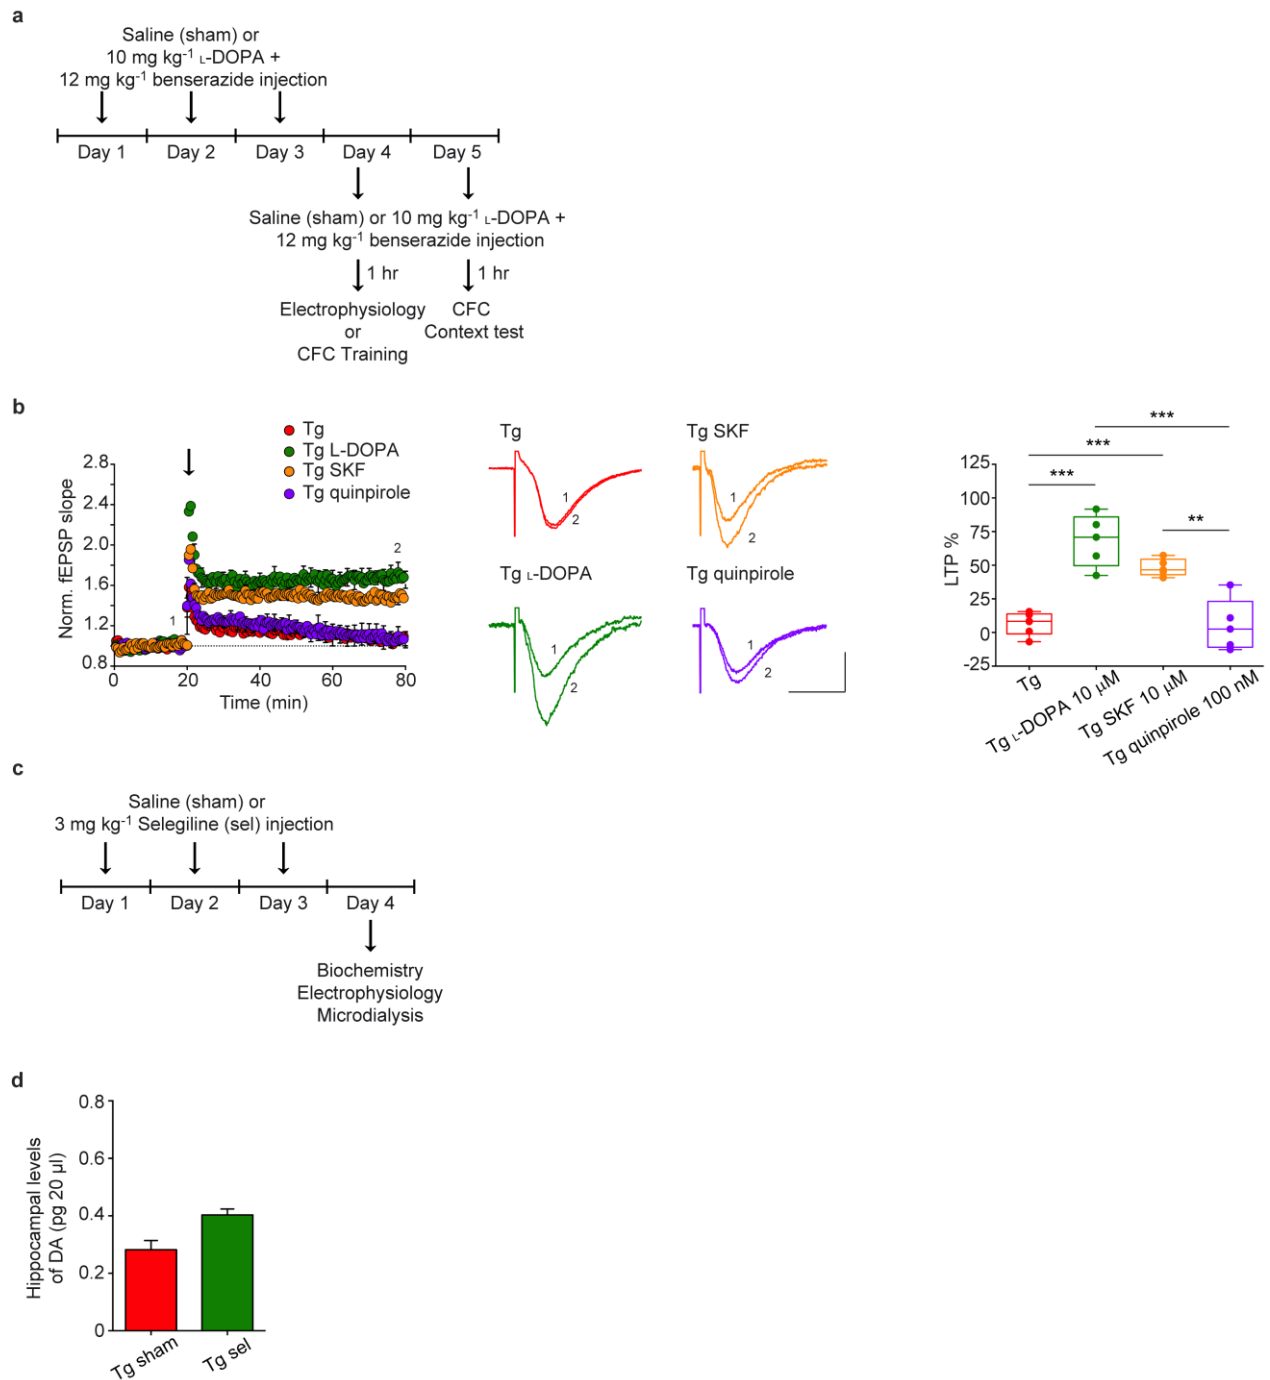 a
Saline (sham) or
10 mg kg⁻¹ L-DOPA +
12 mg kg⁻¹ benserazide injection
Day 1 Day 2 Day 3 Day 4 Day 5
Saline (sham) or 10 mg kg⁻¹ L-DOPA +
12 mg kg⁻¹ benserazide injection
1 hr 1 hr
Electrophysiology
or
CFC Training
CFC
Context test
b
Tg
Tg L-DOPA
Tg SKF
Tg quinpirole
2.8
2.4
2.0
1.6
1.2
0.8
Norm. fEPSP slope
1
2
0 20 40 60 80
Time (min)
Tg
1
2
Tg SKF
1
2
Tg L-DOPA
1
2
Tg quinpirole
1
2
***
***
***
**
125
100
75
50
25
0
-25
LTP %
Tg
Tg L-DOPA 10 µM
Tg SKF 10 µM
Tg quinpirole 100 nM
c
Saline (sham) or
3 mg kg⁻¹ Selegiline (sel) injection
Day 1 Day 2 Day 3 Day 4
Biochemistry
Electrophysiology
Microdialysis
d
0.8
0.6
0.4
0.2
0
Hippocampal levels
of DA (pg 20 µl)
Tg sham
Tg sel